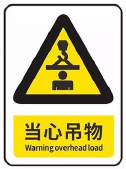 当心吊物
Warning overhead load